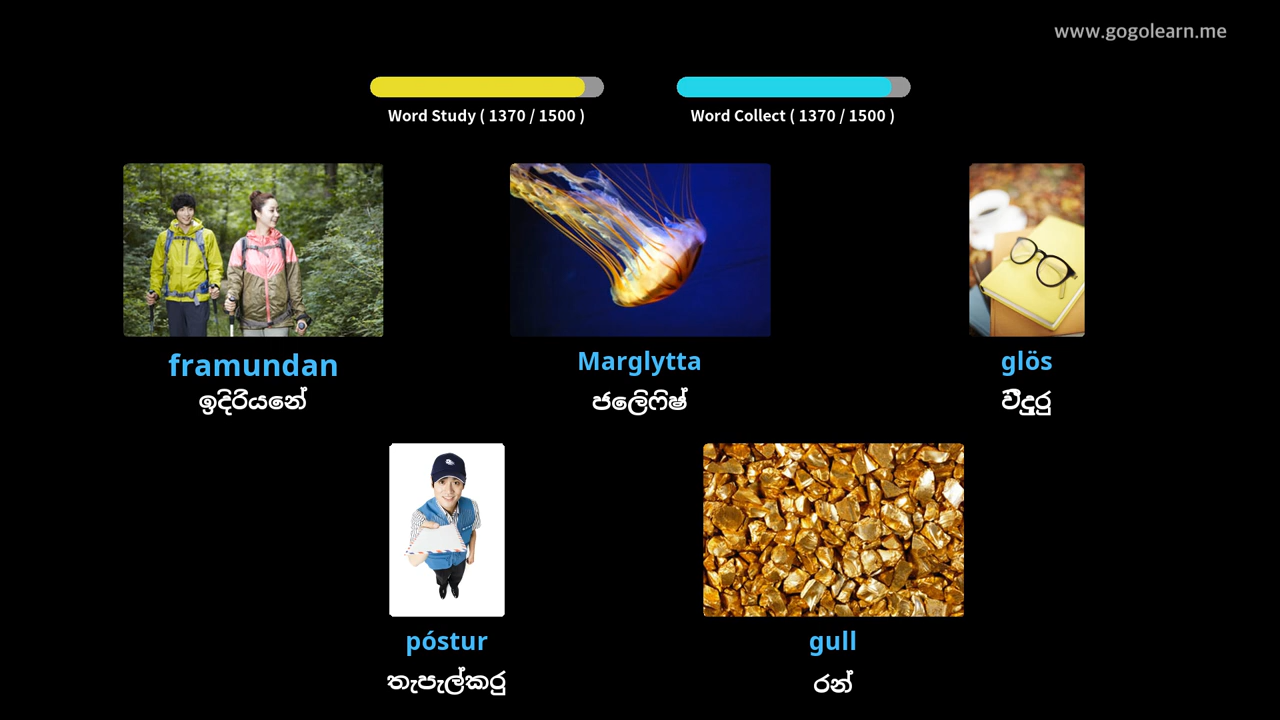 www.gogolearn.me
Word Study ( 1370 / 1500 )
Word Collect ( 1370 / 1500 )
framundan
ඉදිරියනේ
Marglytta
ජලෙිෆිෂ්
glös
වීදුරු
póstur
තැපැල්කරු
gull
රන්